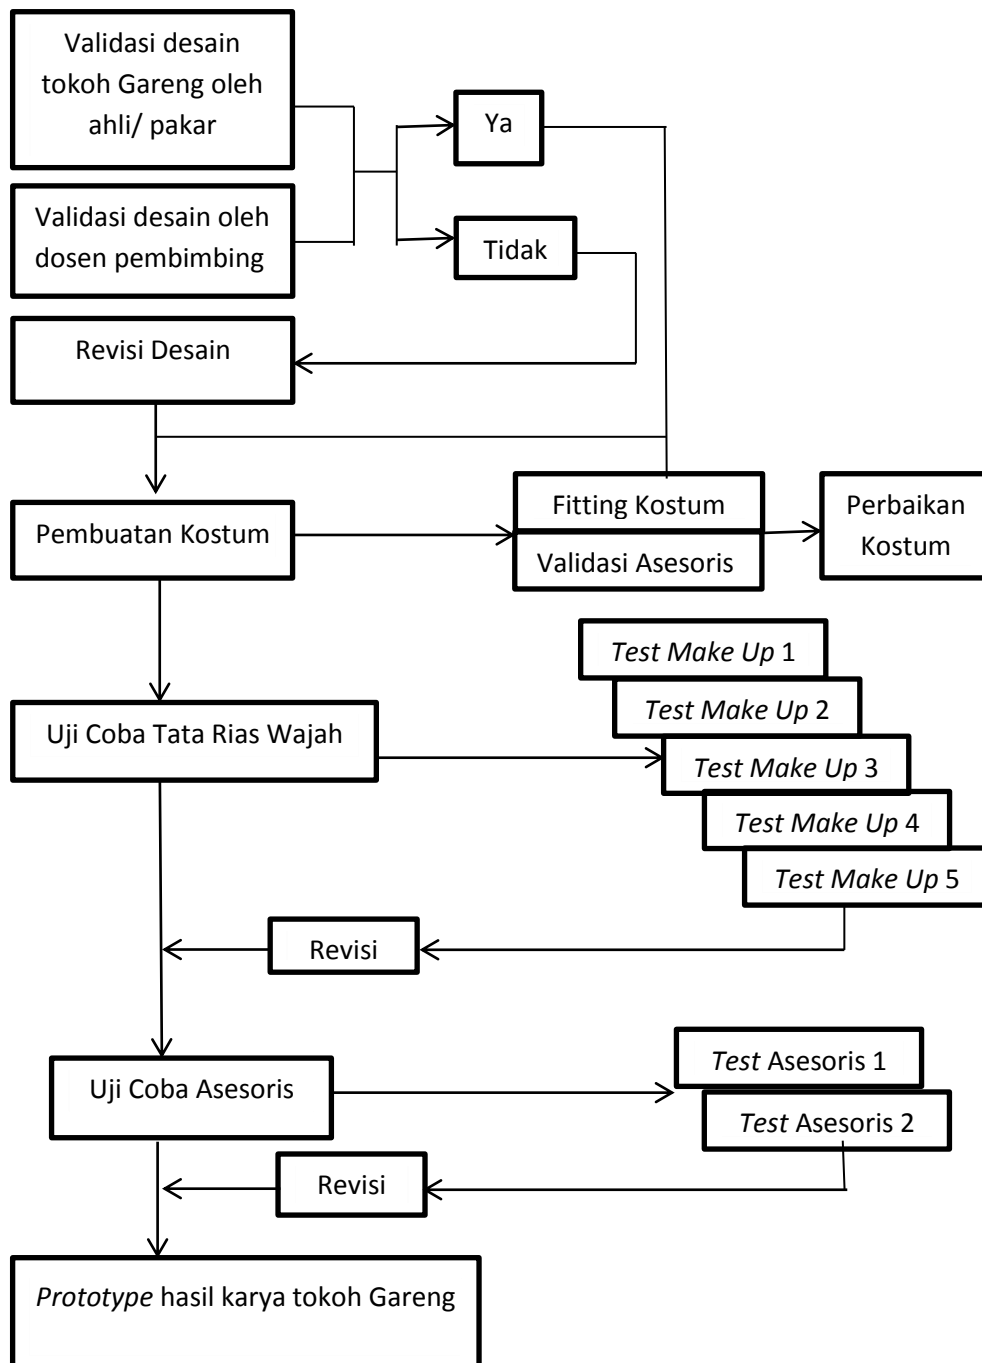 Validasi desain
tokoh Gareng oleh
ahli/ pakar
Ya
Validasi desain oleh
dosen pembimbing
Tidak
Revisi Desain
Pembuatan Kostum
Fitting Kostum
Validasi Asesoris
Perbaikan
Kostum
Test Make Up 1
Test Make Up 2
Uji Coba Tata Rias Wajah
Test Make Up 3
Test Make Up 4
Test Make Up 5
Revisi
Uji Coba Asesoris
Test Asesoris 1
Test Asesoris 2
Revisi
Prototype hasil karya tokoh Gareng